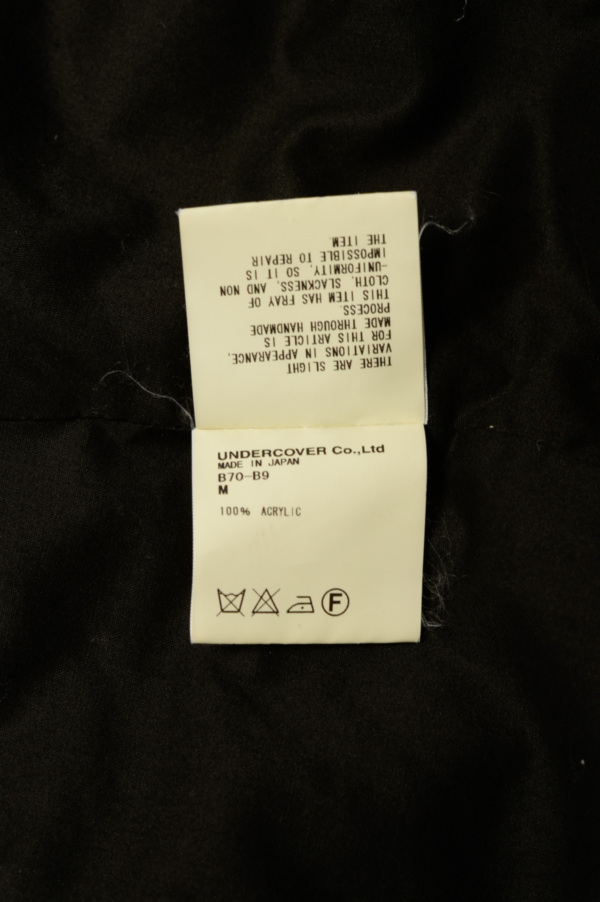 THERE ARE SLIGHT
VARIATIONS IN APPEARANCE,
FOR THIS ARTICLE IS
MADE THROUGH HANDMADE
PROCESS
THIS ITEM HAS FRAY OF
CLOTH, SLACKNESS, AND NON
-UNIFORMITY, SO IT IS
IMPOSSIBLE TO REPAIR
THE ITEM.
UNDERCOVER Co.,Ltd
MADE IN JAPAN
B70-B9
M
100% ACRYLIC
F